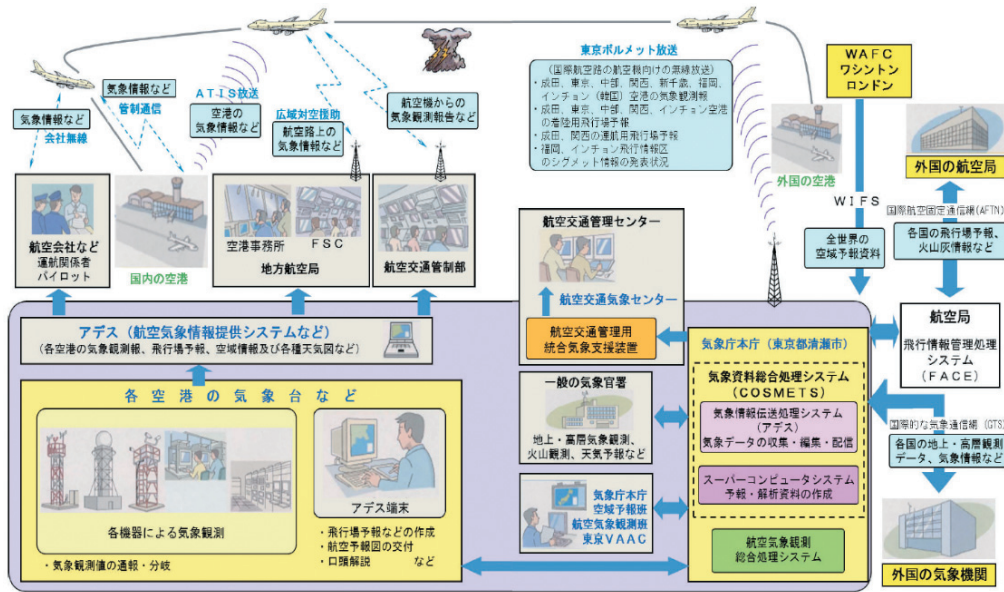 東京ボルメット放送
(国際航空路の航空機向けの無線放送)
・成田、東京、中部、関西、新千歳、福岡、
インチョン(韓国)空港の気象観測報
・成田、東京、中部、関西、インチョン空港
の着陸用飛行場予報
・成田、関西の運航用飛行場予報
・福岡、インチョン飛行情報区
のシグメット情報の発表状況
WAFC
ワシントン
ロンドン
気象情報など
管制通信
ATIS放送
空港の
気象情報など
気象情報など
会社無線
広域対空援助
航空路上の
気象情報など
航空機からの
気象観測報告など
外国の空港
外国の航空局
WIFS
国際航空固定通信網(AFTN)
全世界の
空域予報資料
各国の飛行場予報、
火山灰情報など
航空会社など
運航関係者
パイロット
国内の空港
空港事務所
FSC
地方航空局
航空交通管制部
航空交通管理センター
航空交通気象センター
航空交通管理用
統合気象支援装置
アデス(航空気象情報提供システムなど)
(各空港の気象観測報、飛行場予報、空域情報及び各種天気図など)
気象庁本庁(東京都清瀬市)
気象資料総合処理システム
(COSMETS)
気象情報伝送処理システム
(アデス)
気象データの収集・編集・配信
スーパーコンピュータシステム
予報・解析資料の作成
航空気象観測
総合処理システム
航空局
飛行情報管理処理
システム
(FACE)
国際的な気象通信網(GTS)
各国の地上・高層観測
データ、気象情報など
外国の気象機関
各空港の気象台など
各機器による気象観測
・気象観測値の通報・分岐
アデス端末
・飛行場予報などの作成
・航空予報図の交付
・口頭解説 など
一般の気象官署
地上・高層気象観測、
火山観測、天気予報など
気象庁本庁
空域予報班
航空気象観測班
東京VAAC